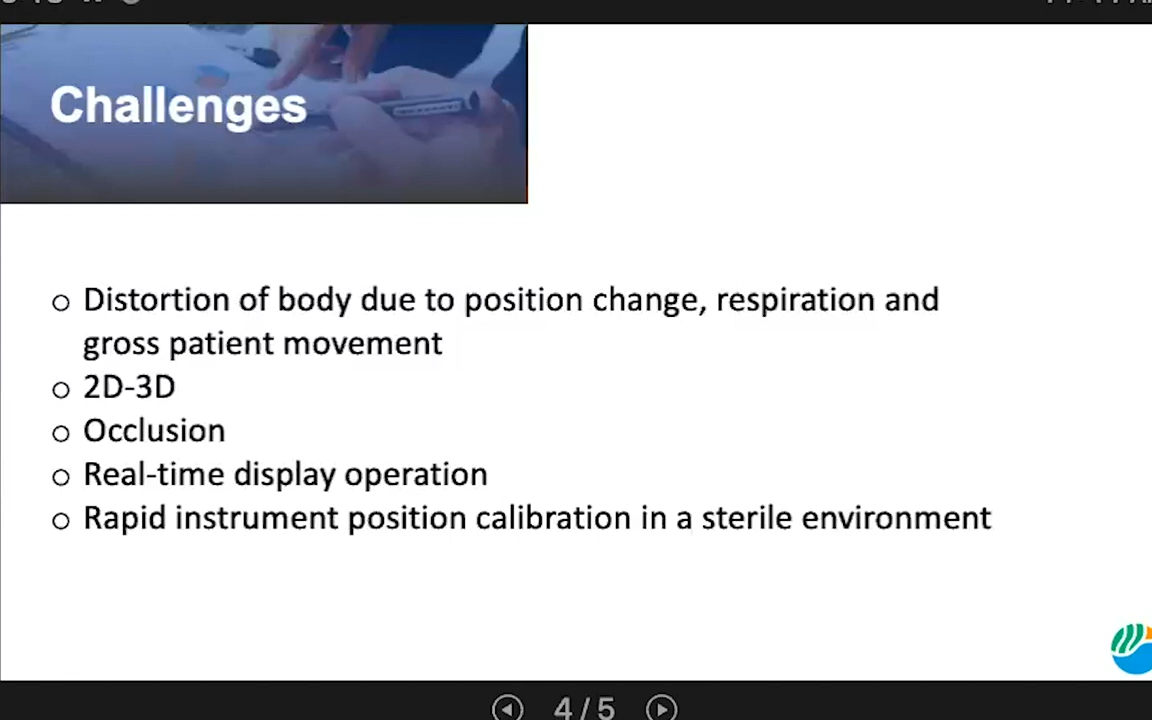 Challenges
○ Distortion of body due to position change, respiration and
gross patient movement
○ 2D-3D
○ Occlusion
○ Real-time display operation
○ Rapid instrument position calibration in a sterile environment
4/5